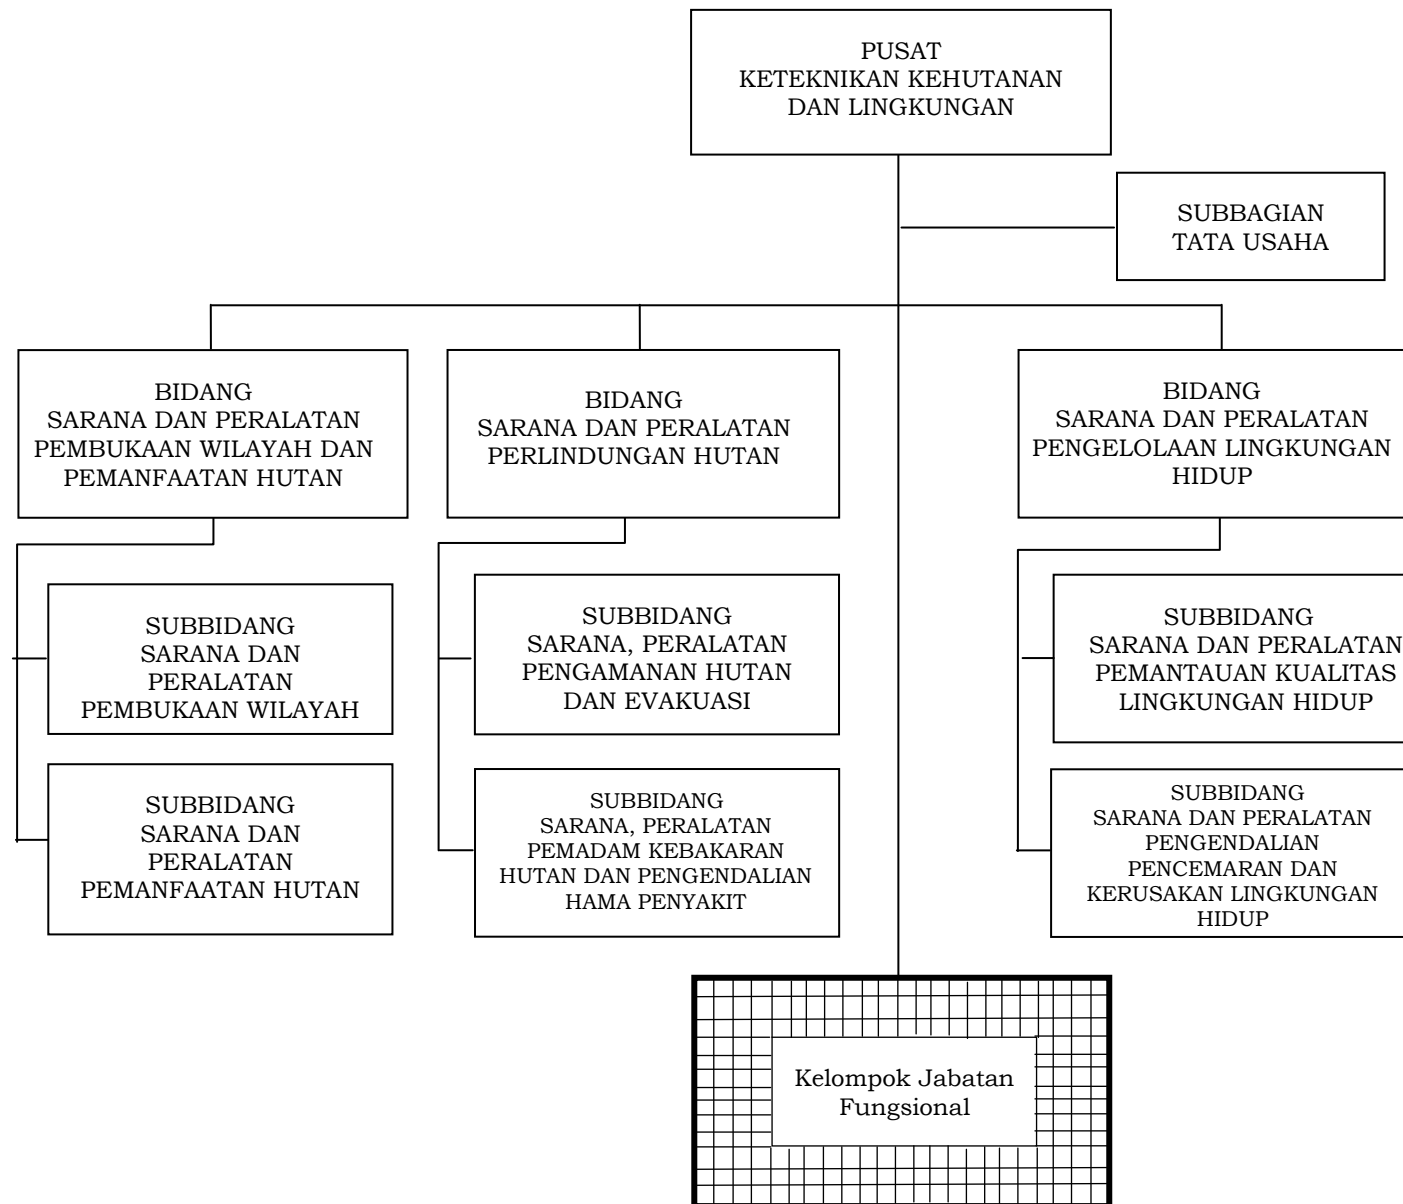 PUSAT
KETEKNIKAN KEHUTANAN
DAN LINGKUNGAN
SUBBAGIAN
TATA USAHA
BIDANG
SARANA DAN PERALATAN
PEMBUKAAN WILAYAH DAN
PEMANFAATAN HUTAN
BIDANG
SARANA DAN PERALATAN
PERLINDUNGAN HUTAN
BIDANG
SARANA DAN PERALATAN
PENGELOLAAN LINGKUNGAN
HIDUP
SUBBIDANG
SARANA DAN
PERALATAN
PEMBUKAAN WILAYAH
SUBBIDANG
SARANA, PERALATAN
PENGAMANAN HUTAN
DAN EVAKUASI
SUBBIDANG
SARANA DAN PERALATAN
PEMANTAUAN KUALITAS
LINGKUNGAN HIDUP
SUBBIDANG
SARANA DAN
PERALATAN
PEMANFAATAN HUTAN
SUBBIDANG
SARANA, PERALATAN
PEMADAM KEBAKARAN
HUTAN DAN PENGENDALIAN
HAMA PENYAKIT
SUBBIDANG
SARANA DAN PERALATAN
PENGENDALIAN
PENCEMARAN DAN
KERUSAKAN LINGKUNGAN
HIDUP
Kelompok Jabatan
Fungsional